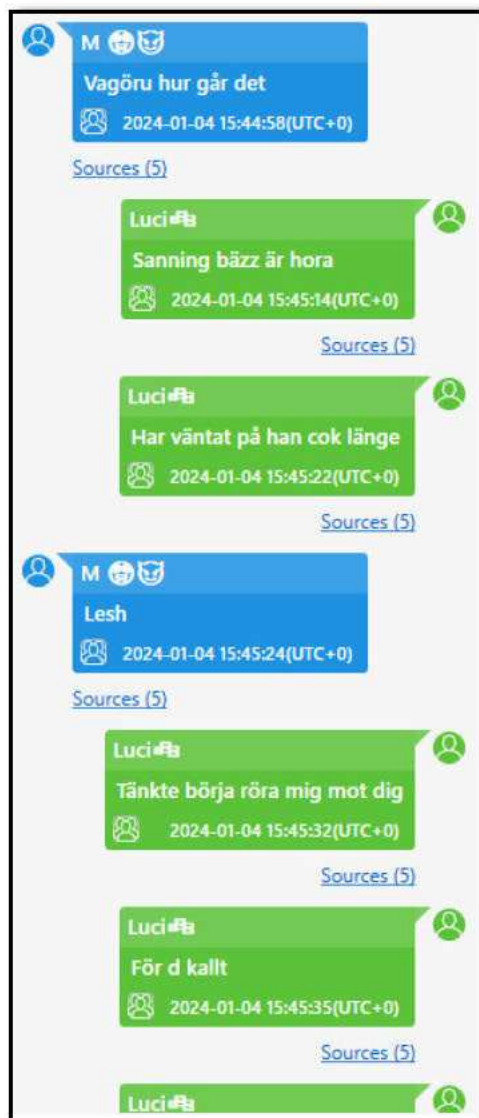 M
Vagöru hur går det
2024-01-04 15:44:58(UTC+0)
Sources (5)
Luci
Sanning bäzz är hora
2024-01-04 15:45:14(UTC+0)
Sources (5)
Luci
Har väntat på han cok länge
2024-01-04 15:45:22(UTC+0)
Sources (5)
M
Lesh
2024-01-04 15:45:24(UTC+0)
Sources (5)
Luci
Tänkte börja röra mig mot dig
2024-01-04 15:45:32(UTC+0)
Sources (5)
Luci
För d kallt
2024-01-04 15:45:35(UTC+0)
Sources (5)
Luci